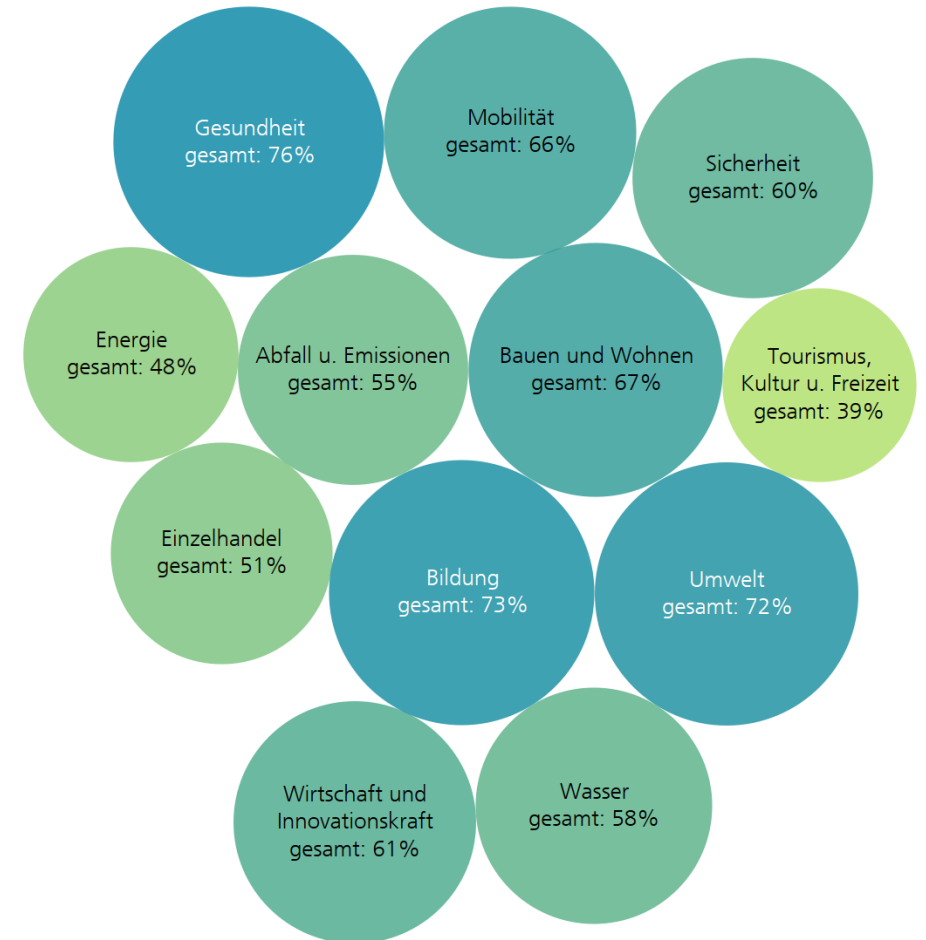 Gesundheit
gesamt: 76%
Mobilität
gesamt: 66%
Sicherheit
gesamt: 60%
Energie
gesamt: 48%
Abfall u. Emissionen
gesamt: 55%
Bauen und Wohnen
gesamt: 67%
Tourismus,
Kultur u. Freizeit
gesamt: 39%
Einzelhandel
gesamt: 51%
Bildung
gesamt: 73%
Umwelt
gesamt: 72%
Wirtschaft und
Innovationskraft
gesamt: 61%
Wasser
gesamt: 58%